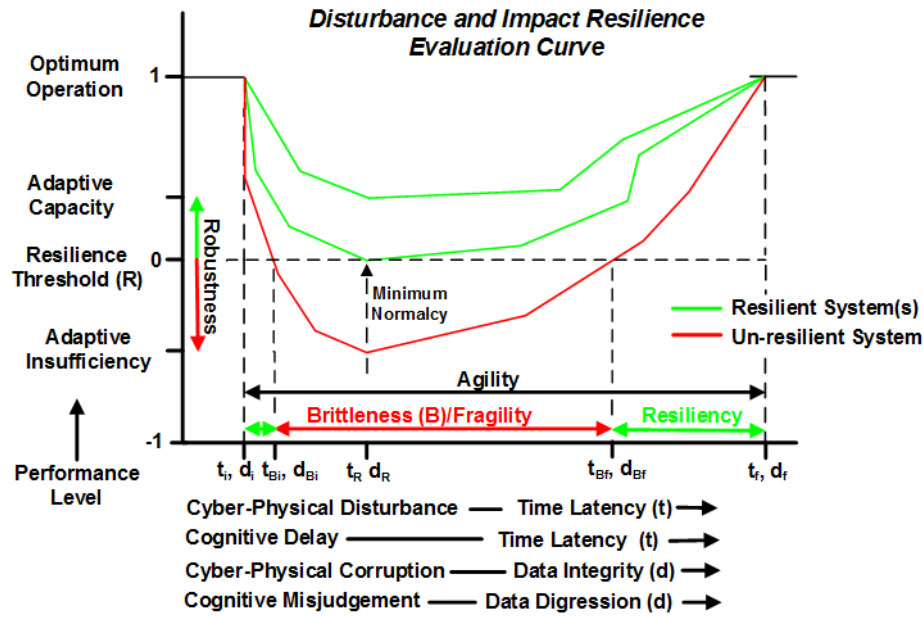 Disturbance and Impact Resilience
Evaluation Curve
Optimum
Operation
1
Adaptive
Capacity
Robustness
Resilience
Threshold (R)
0
Minimum
Normalcy
Resilient System(s)
Un-resilient System
Adaptive
Insufficiency
Agility
Brittleness (B)/Fragility
Resiliency
-1
Performance
Level
ti, di
tBi, dBi
tR dR
tBf, dBf
tf, df
Cyber-Physical Disturbance Time Latency (t)
Cognitive Delay Time Latency (t)
Cyber-Physical Corruption Data Integrity (d)
Cognitive Misjudgement Data Digression (d)